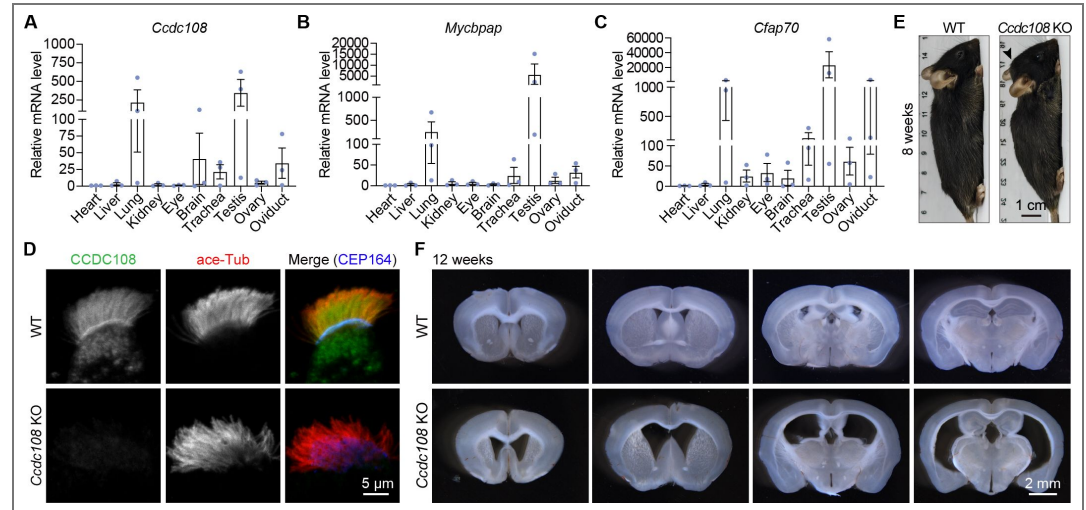 A
Ccdc108
Relative mRNA level
1000
750
500
250
100
75
50
25
0
Heart
Liver
Lung
Kidney
Eye
Brain
Trachea
Testis
Ovary
Oviduct
B
Mycbpap
Relative mRNA level
20000
15000
10000
5000
1000
500
100
50
0
Heart
Liver
Lung
Kidney
Eye
Brain
Trachea
Testis
Ovary
Oviduct
C
Cfap70
Relative mRNA level
60000
40000
20000
1000
500
100
50
0
Heart
Liver
Lung
Kidney
Eye
Brain
Trachea
Testis
Ovary
Oviduct
E
WT
Ccdc108 KO
8 weeks
1 cm
D
CCDC108
ace-Tub
Merge (CEP164)
WT
Ccdc108 KO
5 µm
F
12 weeks
WT
Ccdc108 KO
2 mm